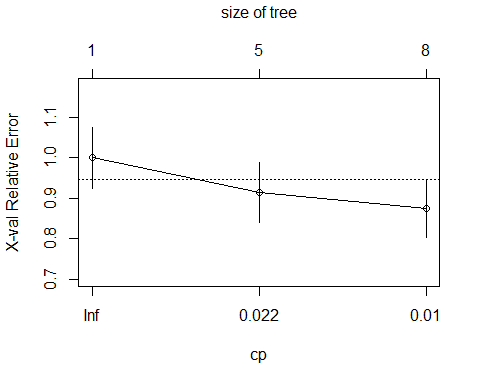 size of tree
1 5 8
X-val Relative Error
1.1
1.0
0.9
0.8
0.7
Inf 0.022 0.01
cp